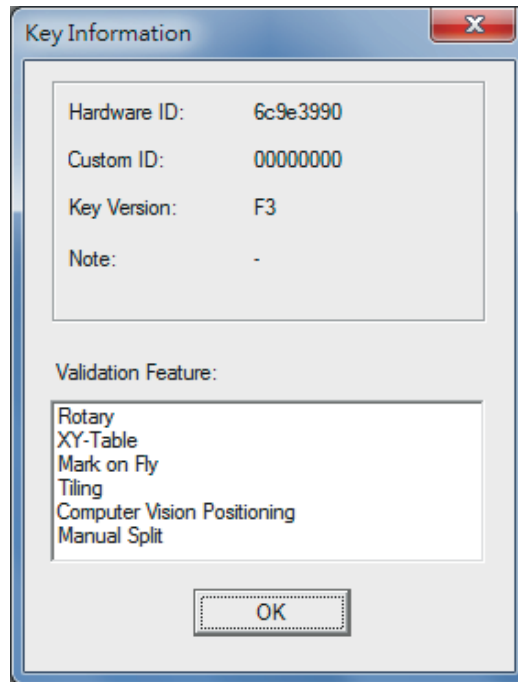 Key Information
Hardware ID: 6c9e3990
Custom ID: 00000000
Key Version: F3
Note: -
Validation Feature:
Rotary
XY-Table
Mark on Fly
Tiling
Computer Vision Positioning
Manual Split
OK